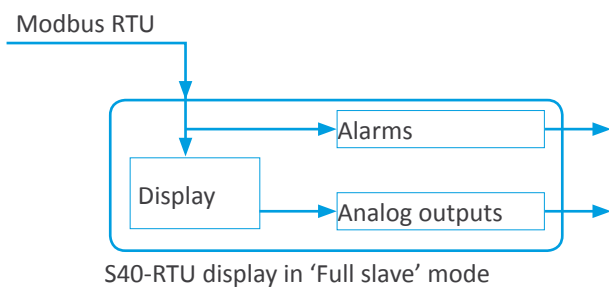 Modbus RTU
Alarms
Display
Analog outputs
S40-RTU display in ‘Full slave’ mode